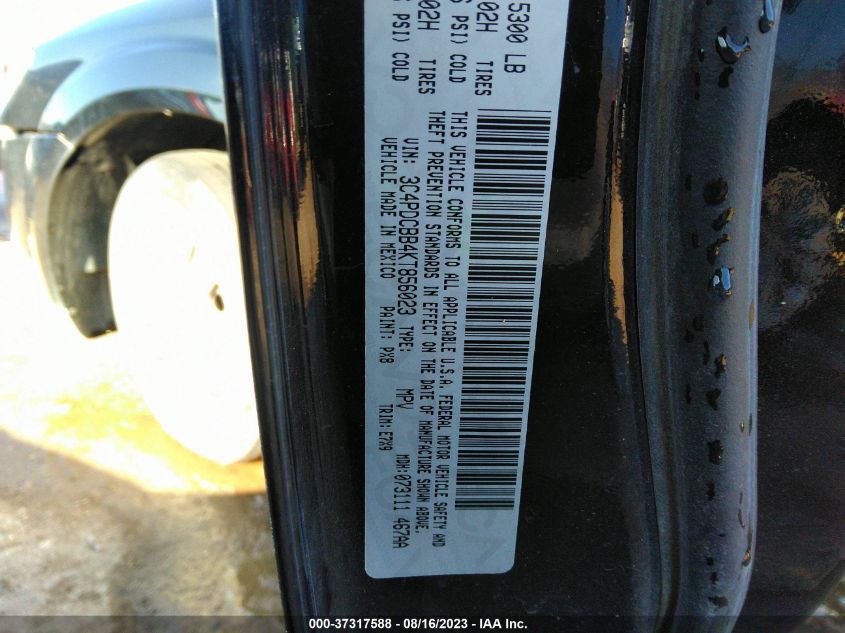 5300 LB
02H TIRES
PSI) COLD
02H TIRES
PSI) COLD
THIS VEHICLE CONFORMS TO ALL APPLICABLE U.S.A. FEDERAL MOTOR VEHICLE SAFETY AND
THEFT PREVENTION STANDARDS IN EFFECT ON THE DATE OF MANUFACTURE SHOWN ABOVE.
VIN: 3C4PDCBB4KT856023 TYPE: MPV MDH: 073111 467AA
VEHICLE MADE IN MEXICO PAINT: PX8 TRIM: E7X9
000-37317588 - 08/16/2023 - IAA Inc.